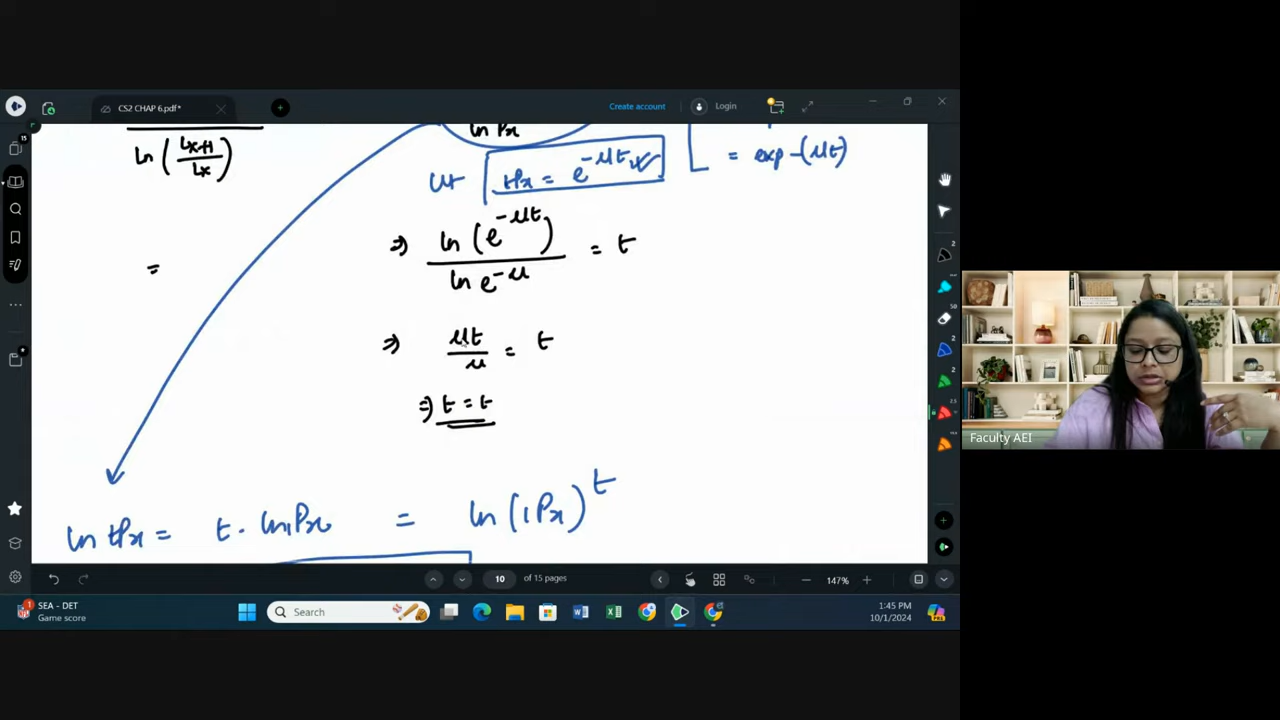 CS2 CHAP 6.pdf*
Create account
Login
ln Px
ln (lx+1 / lx)
tPx = e^-μt
= exp-(μt)
⇒ ln (e^-μt) / ln e^-μ = t
=
⇒ μt / μ = t
⇒ t = t
ln tPx = t. ln 1Px = ln (1Px)^t
Faculty AEI
10 of 15 pages
147%
SEA - DET
Game score
Search
1:45 PM
10/1/2024